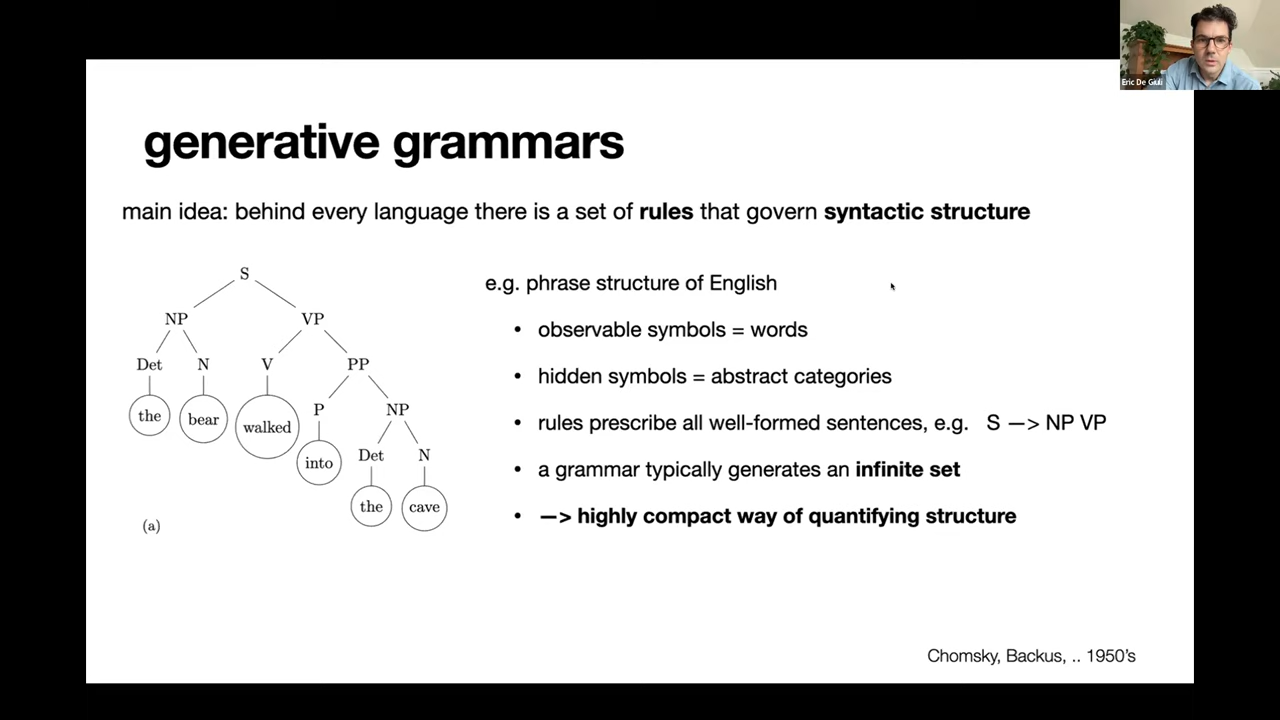 Eric De Giuli
generative grammars
main idea: behind every language there is a set of rules that govern syntactic structure
S
NP VP
Det N V PP
the bear walked P NP
into Det N
the cave
(a)
e.g. phrase structure of English
• observable symbols = words
• hidden symbols = abstract categories
• rules prescribe all well-formed sentences, e.g. S —> NP VP
• a grammar typically generates an infinite set
• —> highly compact way of quantifying structure
Chomsky, Backus, .. 1950’s